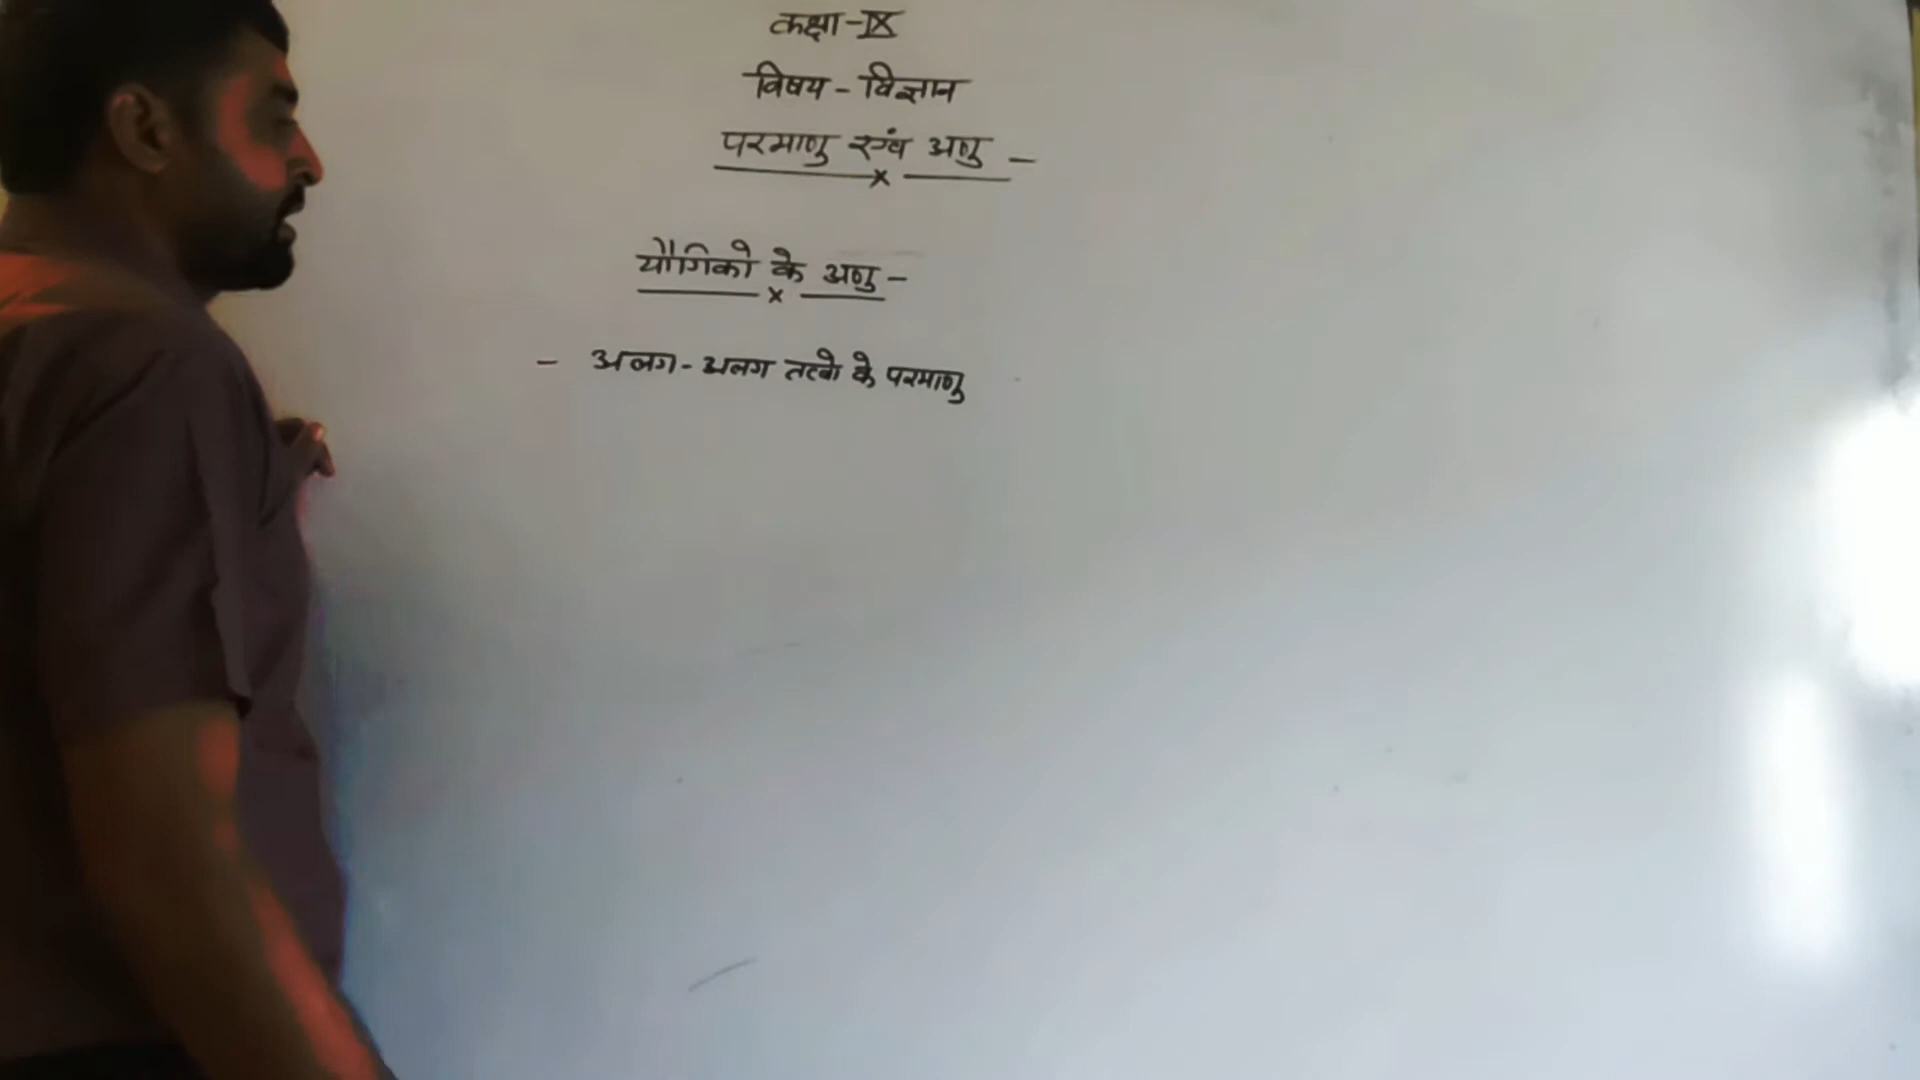 कक्षा-IX
विषय - विज्ञान
परमाणु एवं अणु -
यौगिको के अणु -
- अलग-अलग तत्वो के परमाणु